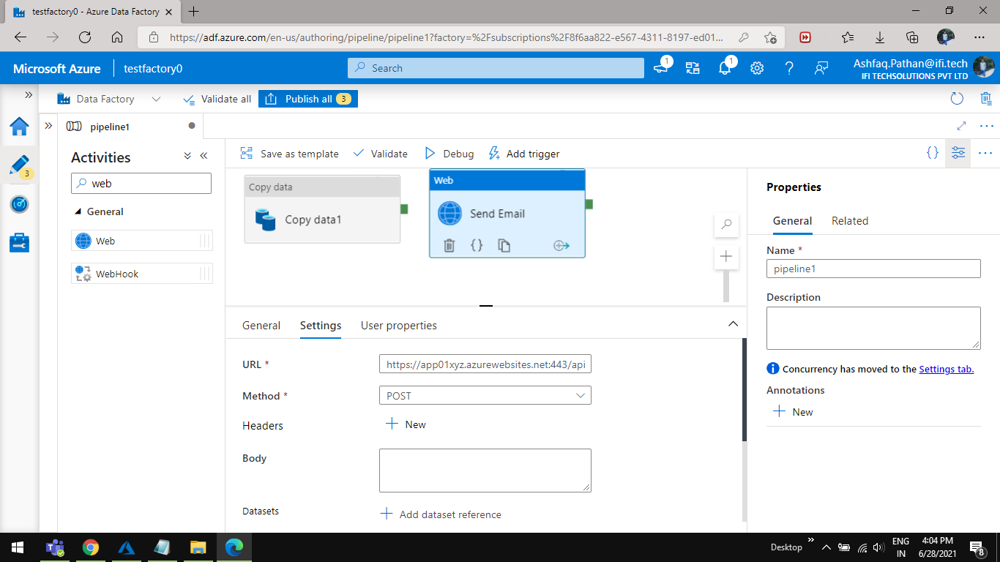 testfactory0 - Azure Data Factory
https://adf.azure.com/en-us/authoring/pipeline/pipeline1?factory=%2Fsubscriptions%2F8f6aa822-e567-4311-8197-ed01...
Microsoft Azure
testfactory0
Search
1
1
Ashfaq.Pathan@ifi.tech
IFI TECHSOLUTIONS PVT LTD
Data Factory
Validate all
Publish all 3
pipeline1
Activities
3
web
General
Web
WebHook
Save as template
Validate
Debug
Add trigger
Copy data
Copy data1
Web
Send Email
General
Settings
User properties
URL *
https://app01xyz.azurewebsites.net:443/api
Method *
POST
Headers
New
Body
Datasets
Add dataset reference
Properties
General
Related
Name *
pipeline1
Description
Concurrency has moved to the Settings tab.
Annotations
New
Desktop
ENG
IN
4:04 PM
6/28/2021
8